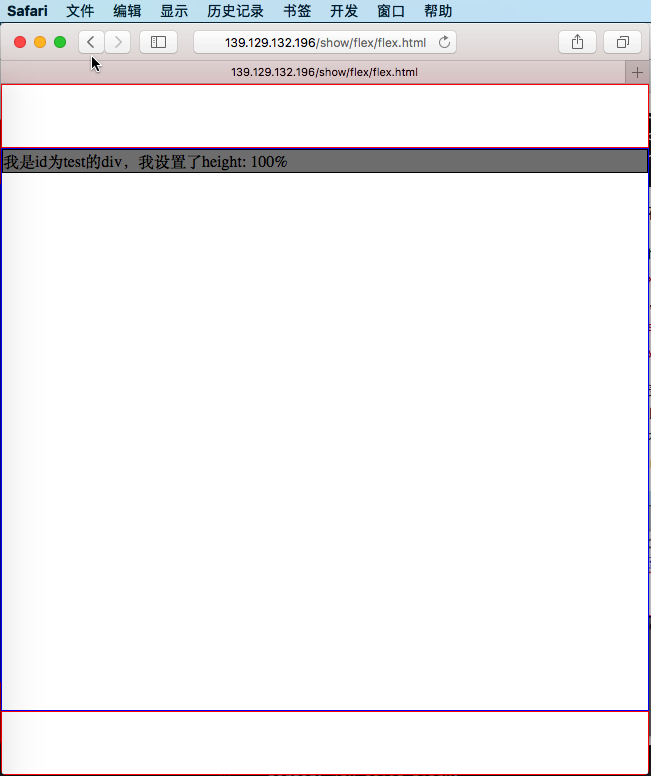 Safari 文件 编辑 显示 历史记录 书签 开发 窗口 帮助
139.129.132.196/show/flex/flex.html
139.129.132.196/show/flex/flex.html
我是id为test的div，我设置了height: 100%